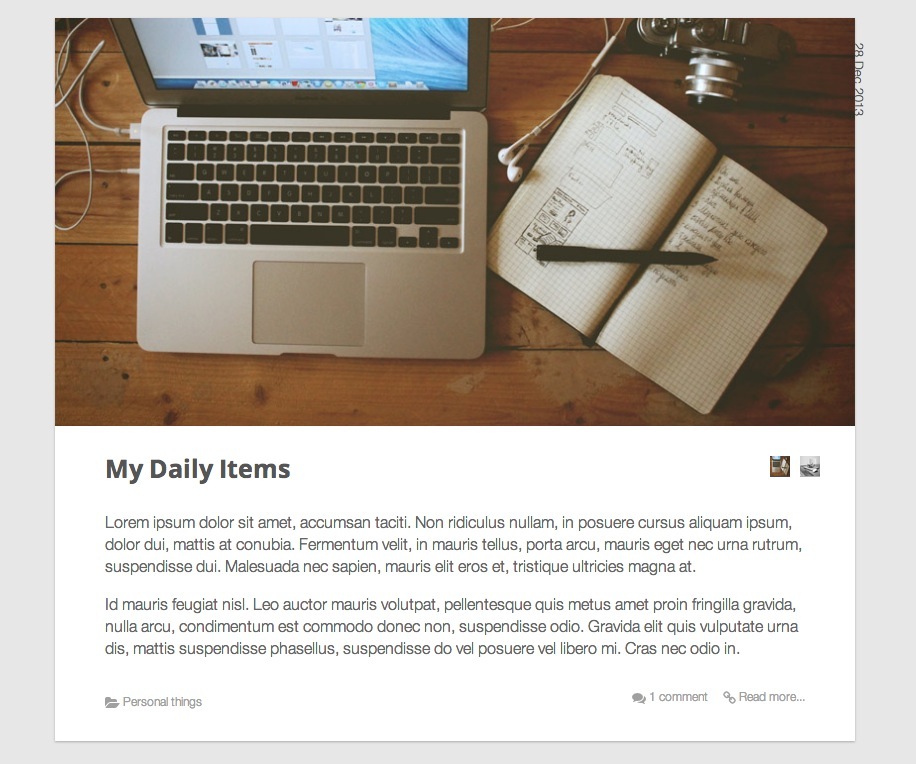 28 Dec 2013
My Daily Items
Lorem ipsum dolor sit amet, accumsan taciti. Non ridiculus nullam, in posuere cursus aliquam ipsum,
dolor dui, mattis at conubia. Fermentum velit, in mauris tellus, porta arcu, mauris eget nec urna rutrum,
suspendisse dui. Malesuada nec sapien, mauris elit eros et, tristique ultricies magna at.
Id mauris feugiat nisl. Leo auctor mauris volutpat, pellentesque quis metus amet proin fringilla gravida,
nulla arcu, condimentum est commodo donec non, suspendisse odio. Gravida elit quis vulputate urna
dis, mattis suspendisse phasellus, suspendisse do vel posuere vel libero mi. Cras nec odio in.
Personal things
1 comment
Read more...